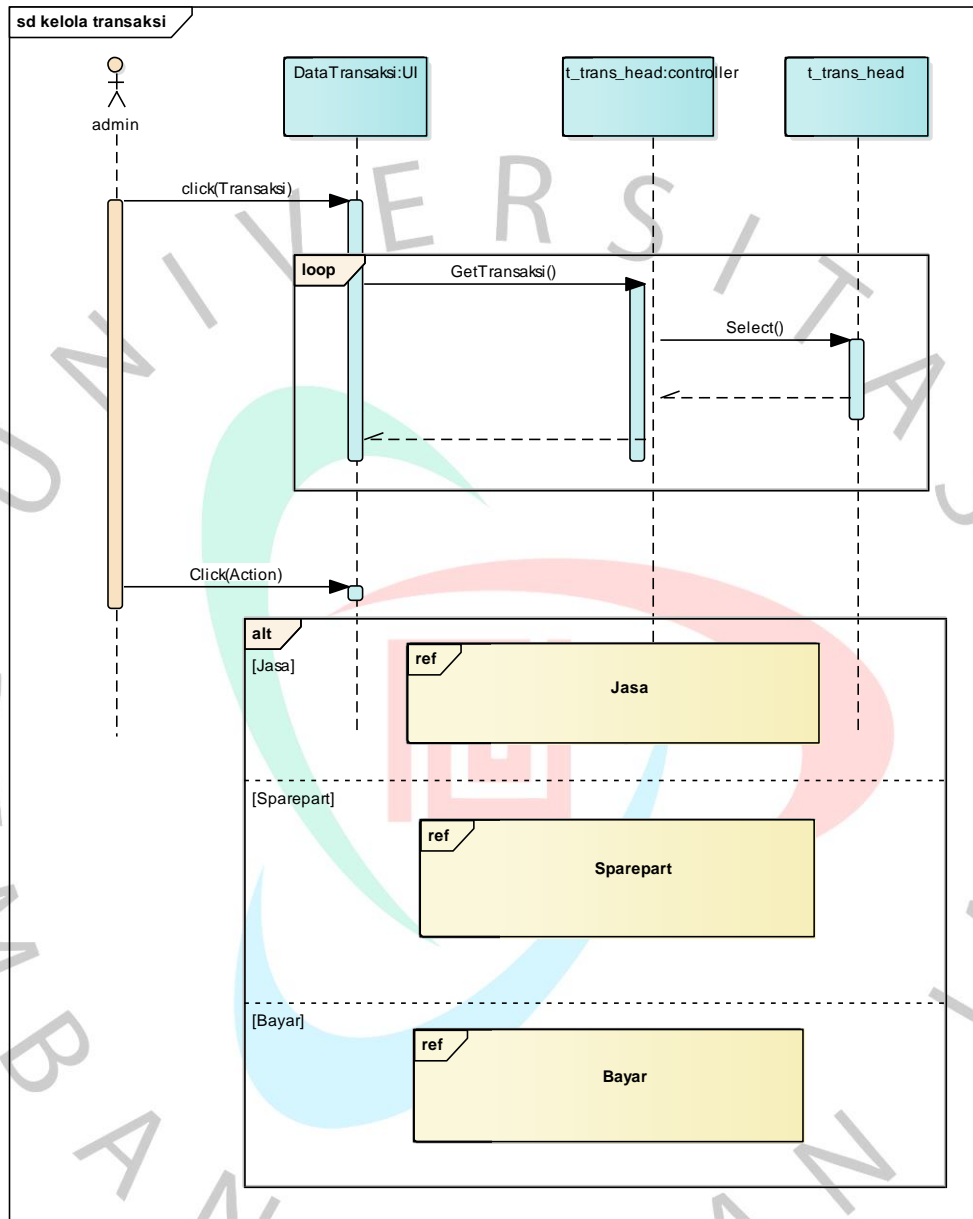 sd kelola transaksi
DataTransaksi:UI
t_trans_head:controller
t_trans_head
admin
click(Transaksi)
loop
GetTransaksi()
Select()
Click(Action)
alt
[Jasa]
ref
Jasa
[Sparepart]
ref
Sparepart
[Bayar]
ref
Bayar
UNIVERSITAS